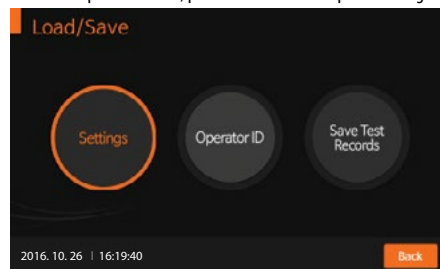 Load/Save
Settings
Operator ID
Save Test
Records
2016. 10. 26 | 16:19:40
Back